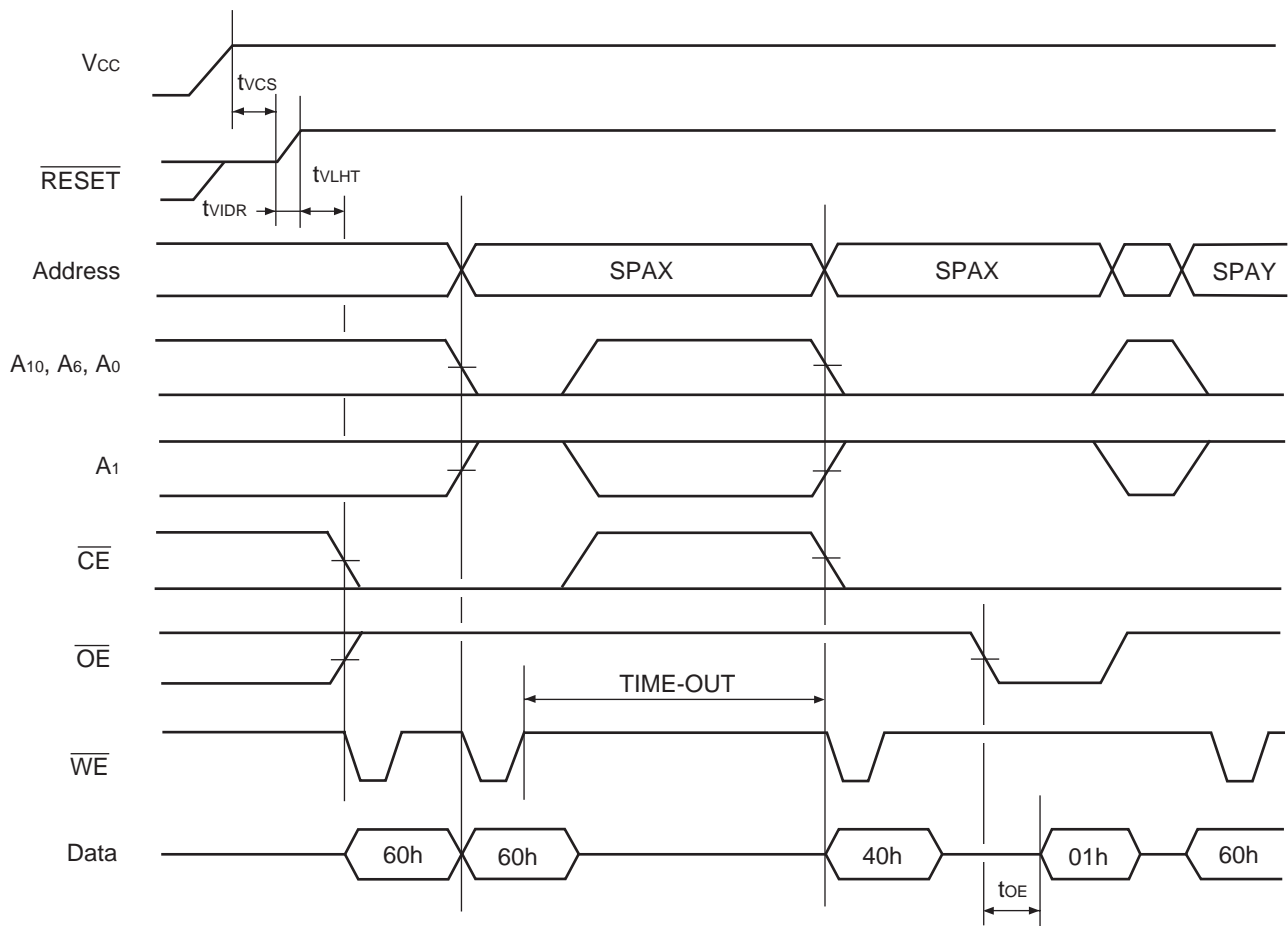 VCC
tVCS
RESET
tVLHT
tVIDR
Address
SPAX
SPAX
SPAY
A10, A6, A0
A1
CE
OE
TIME-OUT
WE
Data
60h
60h
40h
01h
60h
tOE